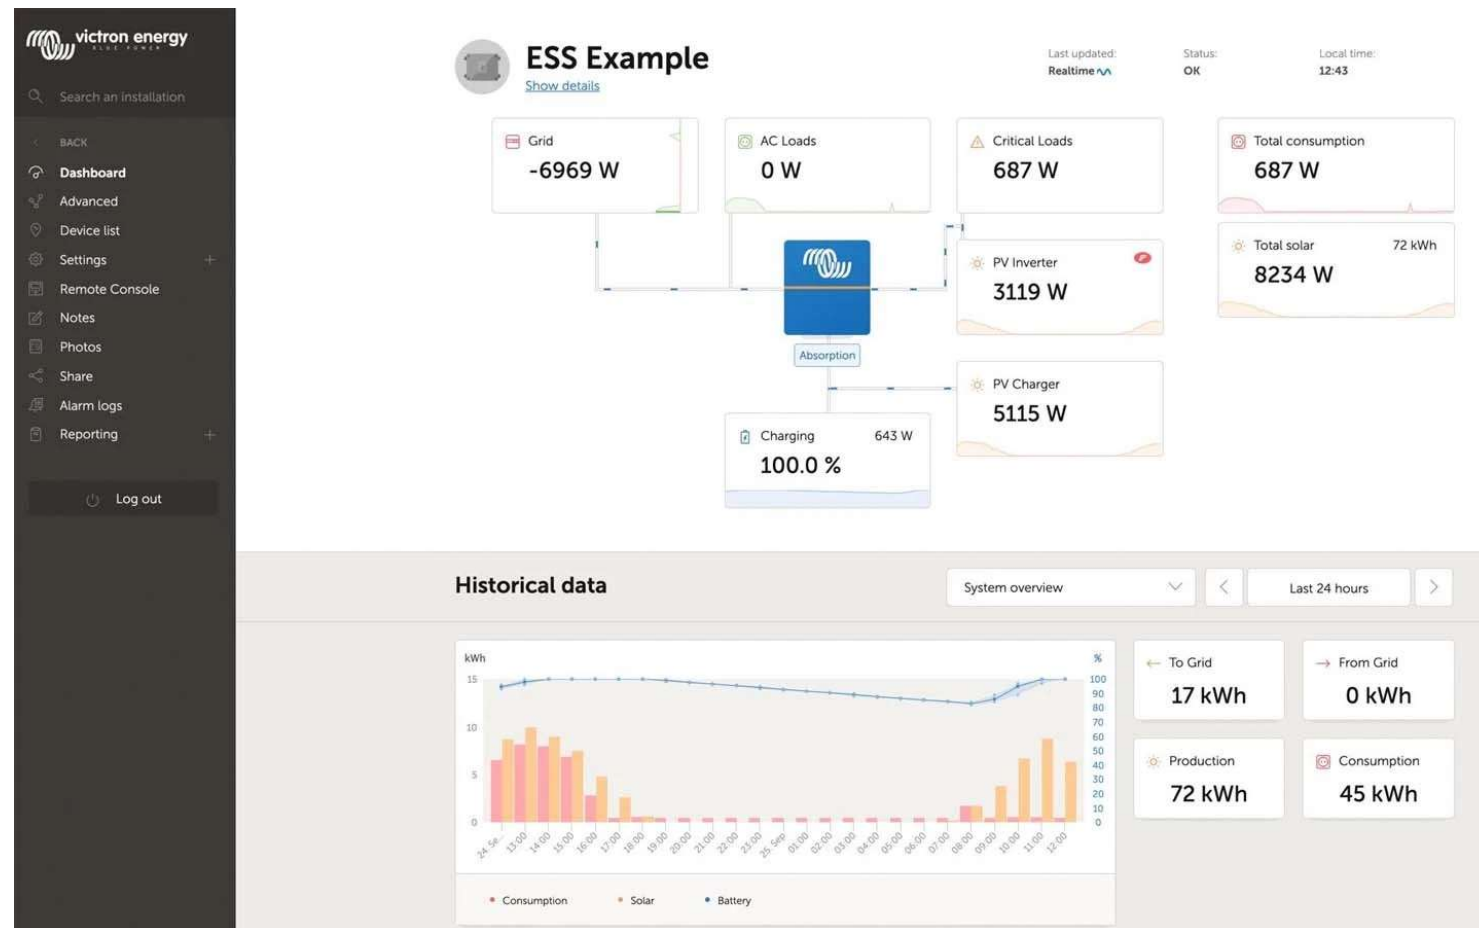 victron energy
BLUE POWER
Search an installation
BACK
Dashboard
Advanced
Device list
Settings
Remote Console
Notes
Photos
Share
Alarm logs
Reporting
Log out
ESS Example
Show details
Last updated:
Realtime
Status:
OK
Local time:
12:43
Grid
-6969 W
AC Loads
0 W
Critical Loads
687 W
Total consumption
687 W
PV Inverter
3119 W
Total solar 72 kWh
8234 W
Absorption
PV Charger
5115 W
Charging 643 W
100.0 %
Historical data
System overview
Last 24 hours
kWh
15
10
5
0
%
100
90
80
70
60
50
40
30
20
10
0
24 Se... 13:00 14:00 15:00 16:00 17:00 18:00 19:00 20:00 21:00 22:00 23:00 25 Sep 01:00 02:00 03:00 04:00 05:00 06:00 07:00 08:00 09:00 10:00 11:00 12:00
Consumption Solar Battery
To Grid
17 kWh
From Grid
0 kWh
Production
72 kWh
Consumption
45 kWh